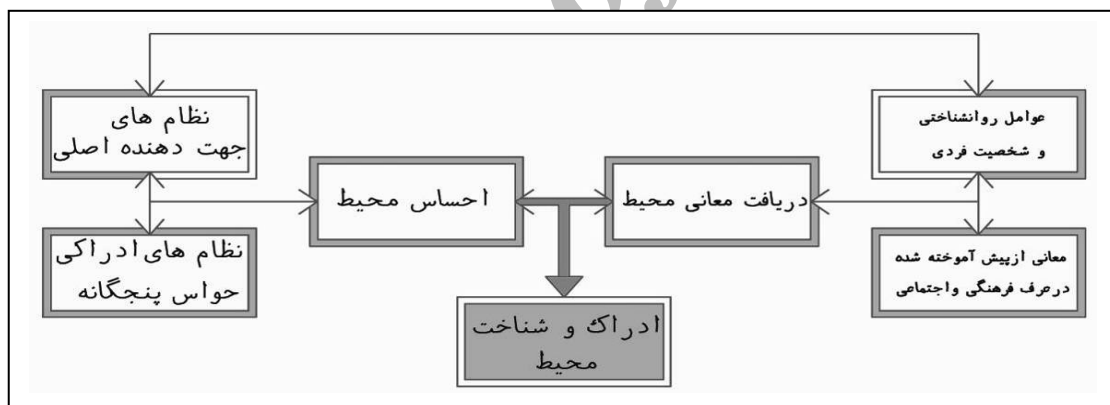 عوامل روانشناختی
و شخصیت فردی
نظام های
جهت دهنده اصلی
دریافت معانی محیط
احساس محیط
معانی ازپیش آموخته شده
درعرف فرهنگی واجتماعی
نظام های ادراکی
حواس پنجگانه
ادراک و شناخت
محیط